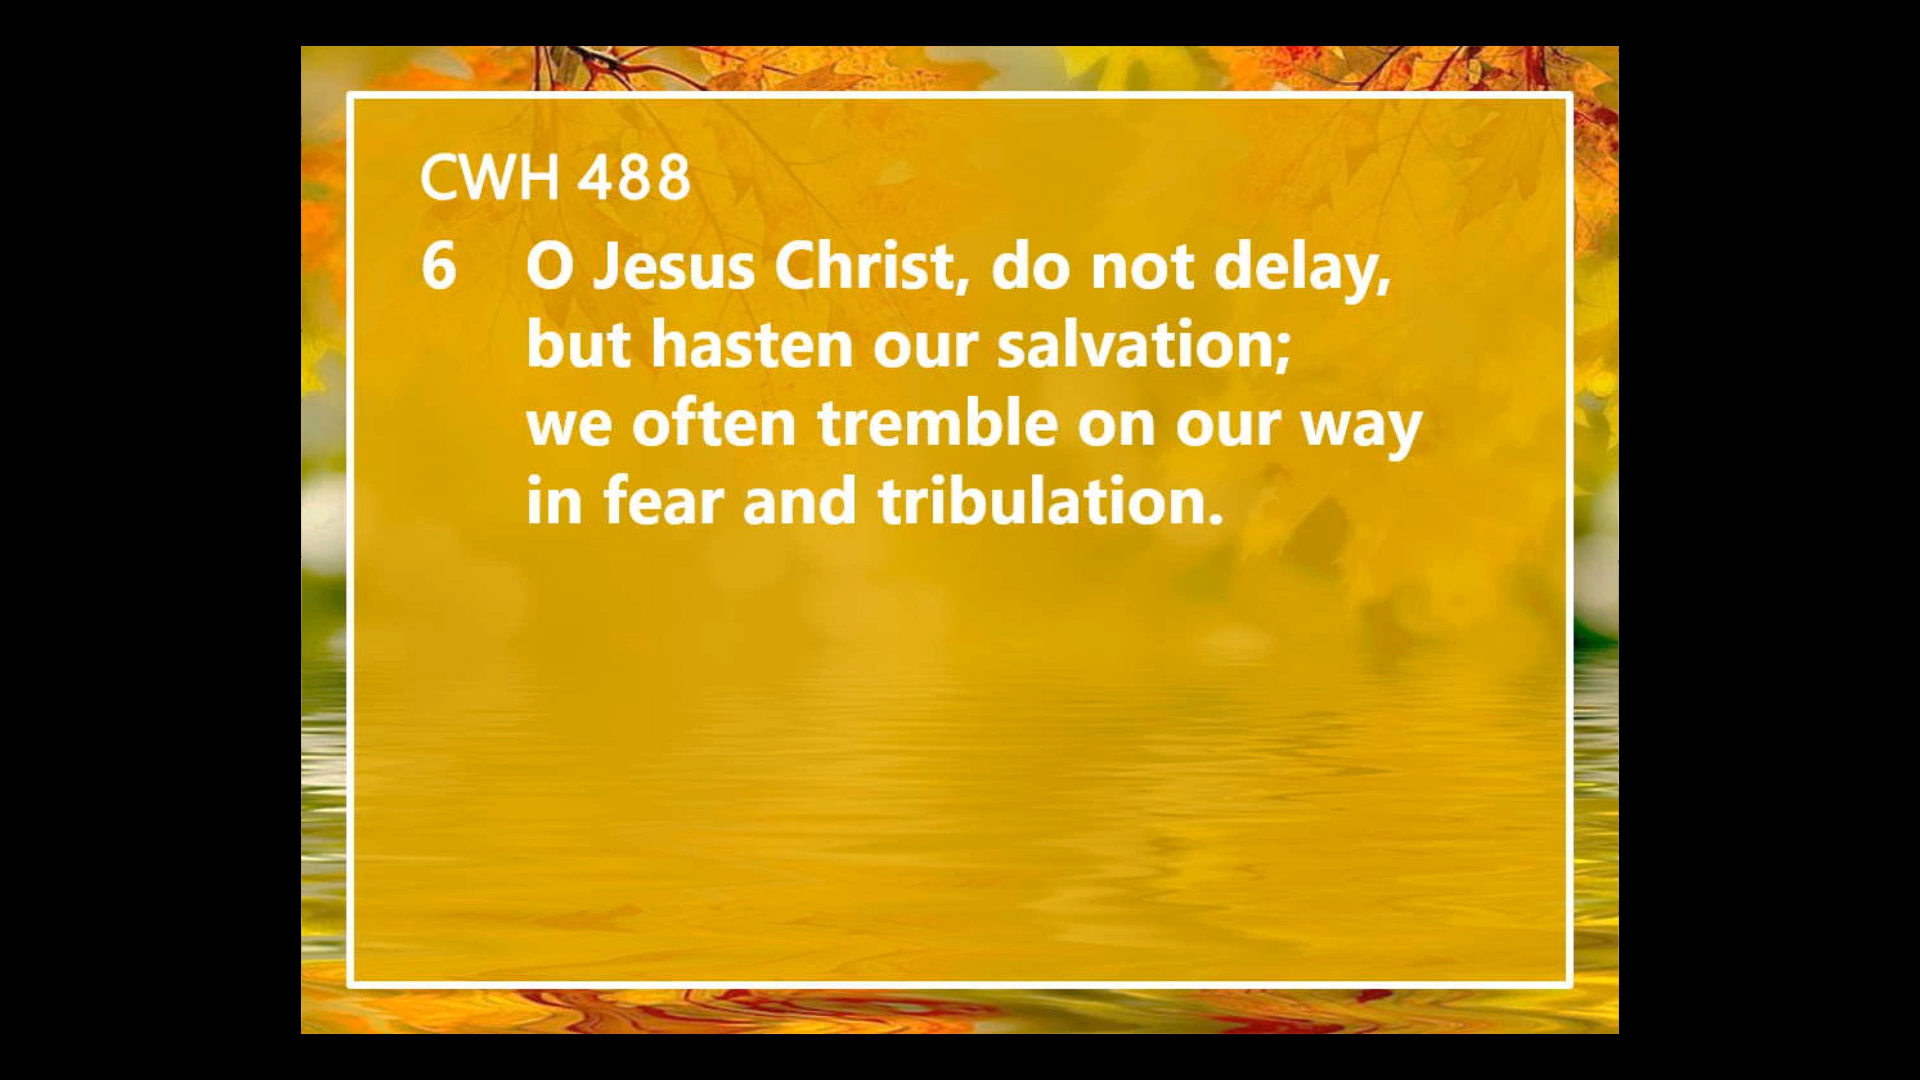 CWH 488
6 O Jesus Christ, do not delay,
but hasten our salvation;
we often tremble on our way
in fear and tribulation.